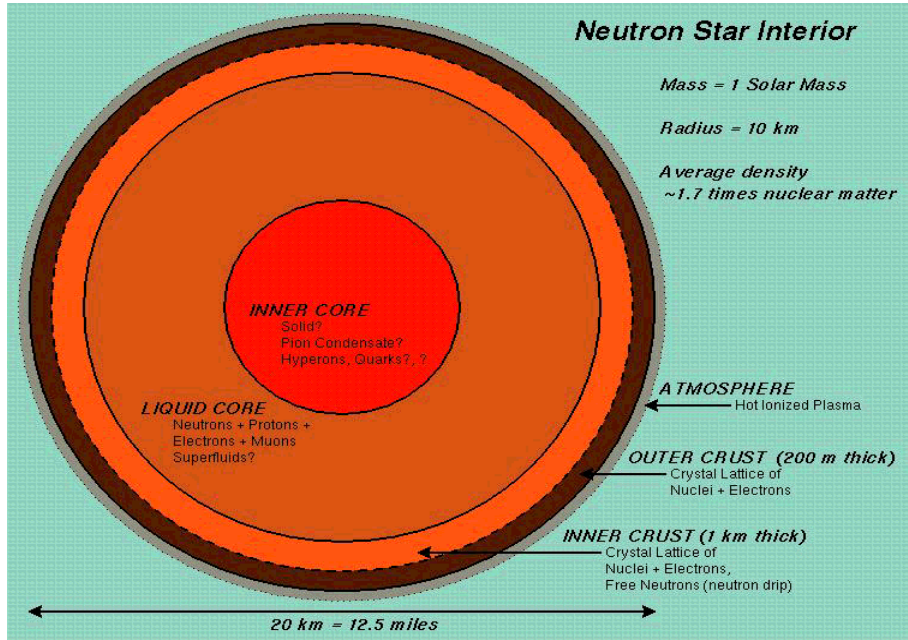 Neutron Star Interior
Mass = 1 Solar Mass
Radius = 10 km
Average density
~1.7 times nuclear matter
INNER CORE
Solid?
Pion Condensate?
Hyperons, Quarks?, ?
LIQUID CORE
Neutrons + Protons +
Electrons + Muons
Superfluids?
ATMOSPHERE
Hot Ionized Plasma
OUTER CRUST (200 m thick)
Crystal Lattice of
Nuclei + Electrons
INNER CRUST (1 km thick)
Crystal Lattice of
Nuclei + Electrons,
Free Neutrons (neutron drip)
20 km = 12.5 miles